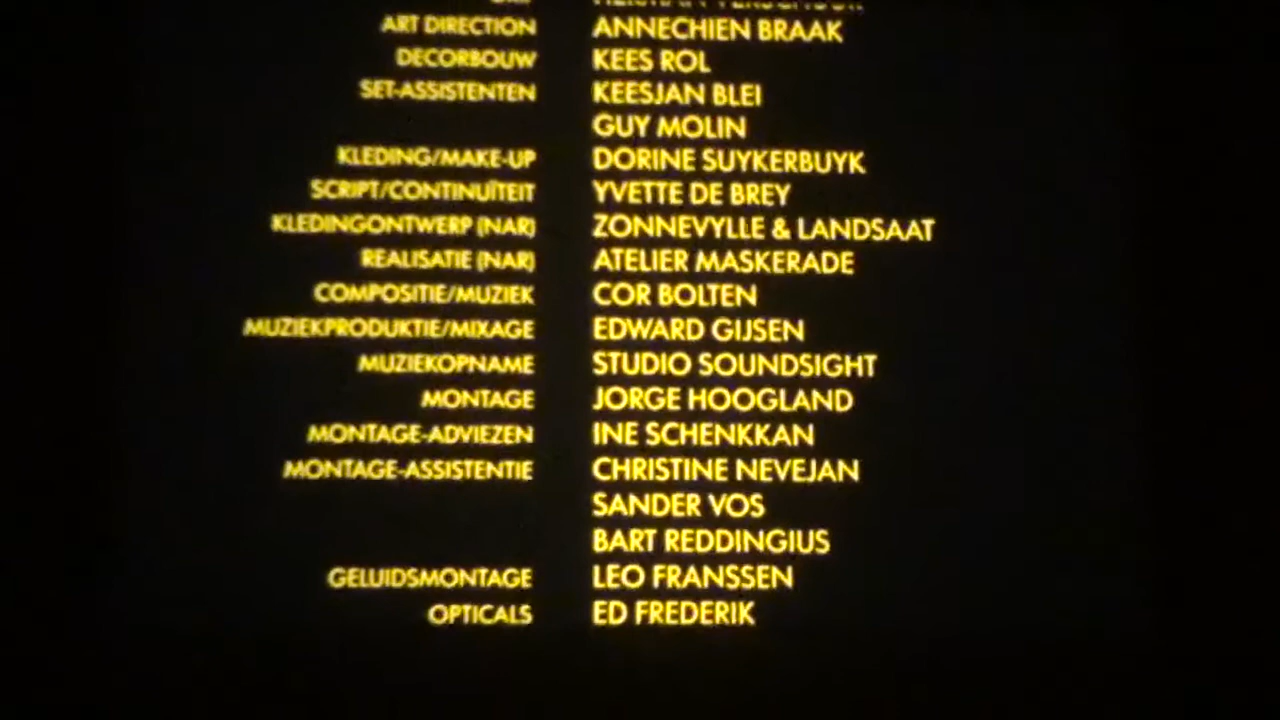 ART DIRECTION ANNECHIEN BRAAK
DECORBOUW KEES ROL
SET-ASSISTENTEN KEESJAN BLEI
GUY MOLIN
KLEDING/MAKE-UP DORINE SUYKERBUYK
SCRIPT/CONTINUÏTEIT YVETTE DE BREY
KLEDINGONTWERP (NAR) ZONNEVYLLE & LANDSAAT
REALISATIE (NAR) ATELIER MASKERADE
COMPOSITIE/MUZIEK COR BOLTEN
MUZIEKPRODUKTIE/MIXAGE EDWARD GIJSEN
MUZIEKOPNAME STUDIO SOUNDSIGHT
MONTAGE JORGE HOOGLAND
MONTAGE-ADVIEZEN INE SCHENKKAN
MONTAGE-ASSISTENTIE CHRISTINE NEVEJAN
SANDER VOS
BART REDDINGIUS
GELUIDSMONTAGE LEO FRANSSEN
OPTICALS ED FREDERIK